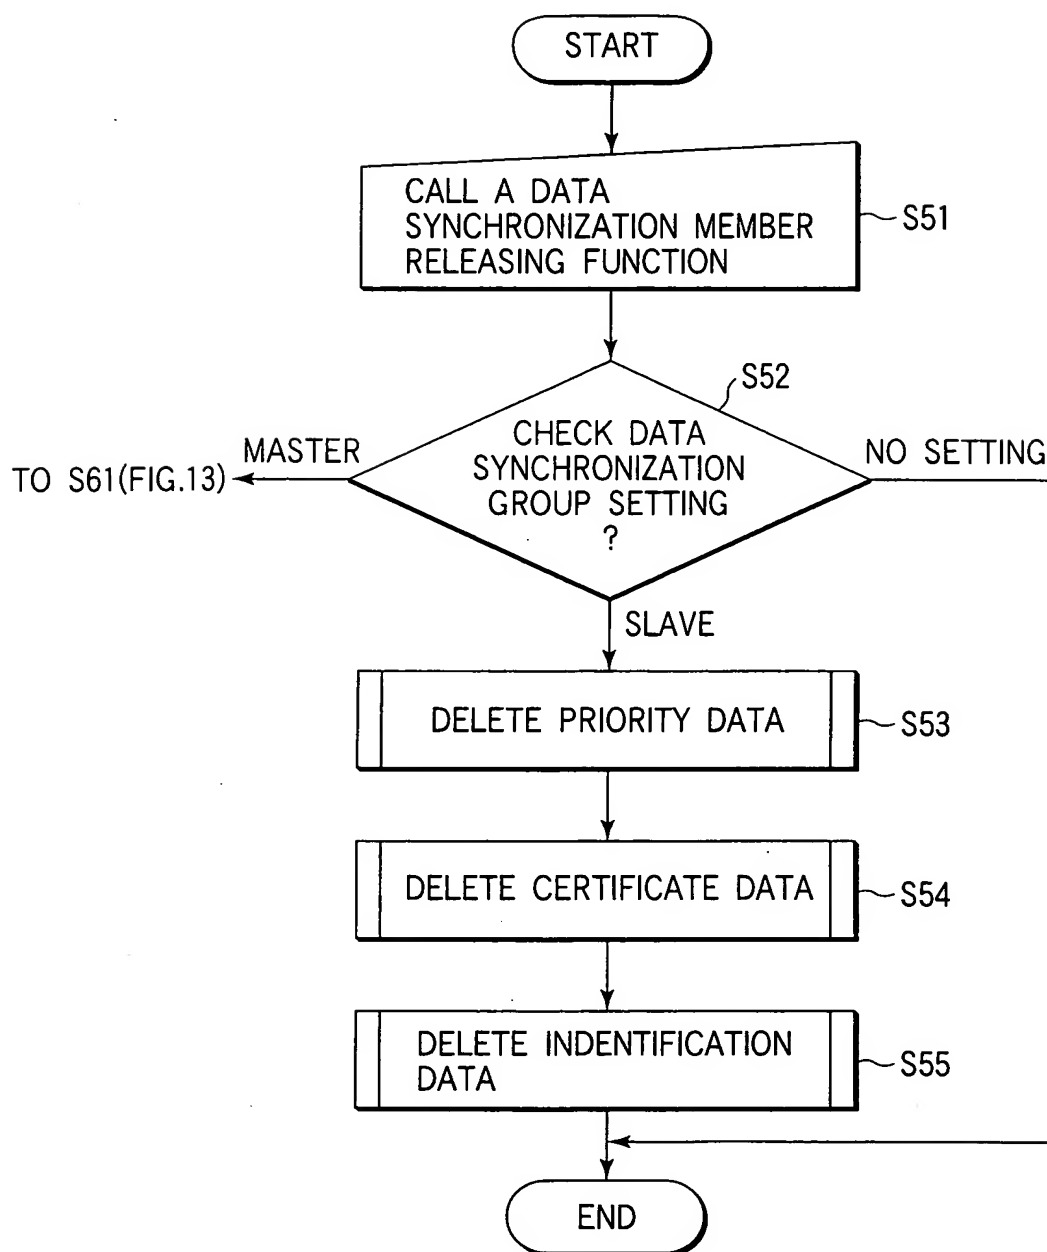 START
CALL A DATA
SYNCHRONIZATION MEMBER
RELEASING FUNCTION
S51
S52
CHECK DATA
SYNCHRONIZATION
GROUP SETTING
?
MASTER
NO SETTING
TO S61(FIG.13)
SLAVE
DELETE PRIORITY DATA
S53
DELETE CERTIFICATE DATA
S54
DELETE INDENTIFICATION
DATA
S55
END